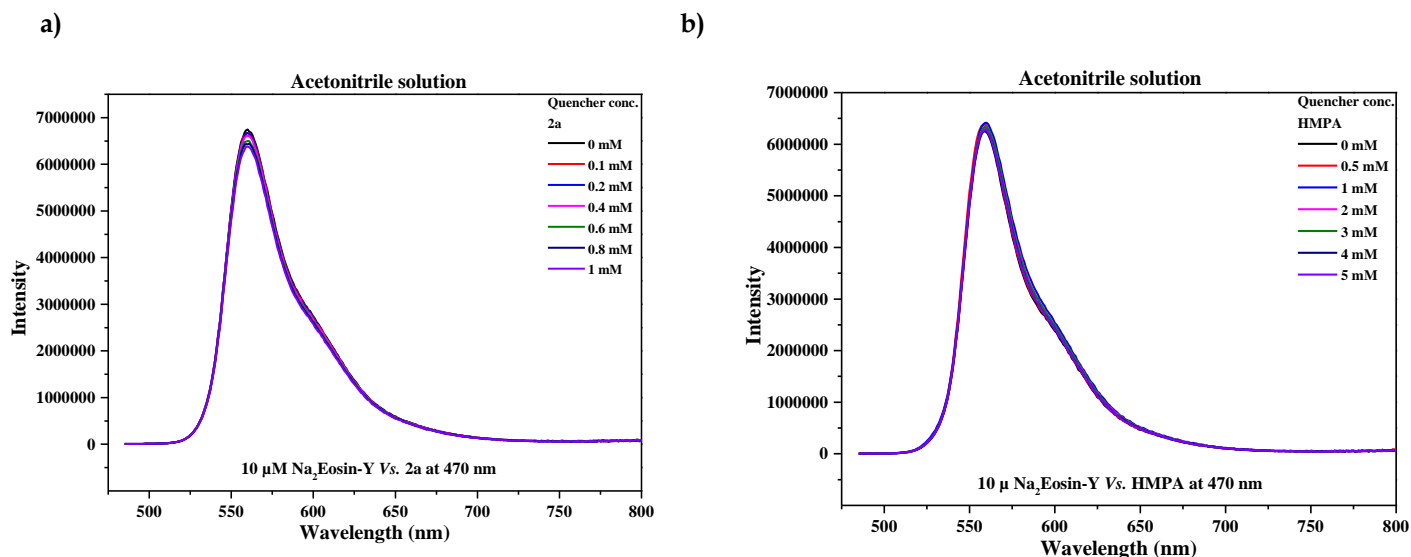 a)
Acetonitrile solution
Quencher conc.
2a
0 mM
0.1 mM
0.2 mM
0.4 mM
0.6 mM
0.8 mM
1 mM
7000000
6000000
5000000
4000000
3000000
2000000
1000000
0
Intensity
10 µM Na₂Eosin-Y Vs. 2a at 470 nm
500 550 600 650 700 750 800
Wavelength (nm)
b)
Acetonitrile solution
Quencher conc.
HMPA
0 mM
0.5 mM
1 mM
2 mM
3 mM
4 mM
5 mM
7000000
6000000
5000000
4000000
3000000
2000000
1000000
0
Intensity
10 µ Na₂Eosin-Y Vs. HMPA at 470 nm
500 550 600 650 700 750 800
Wavelength (nm)